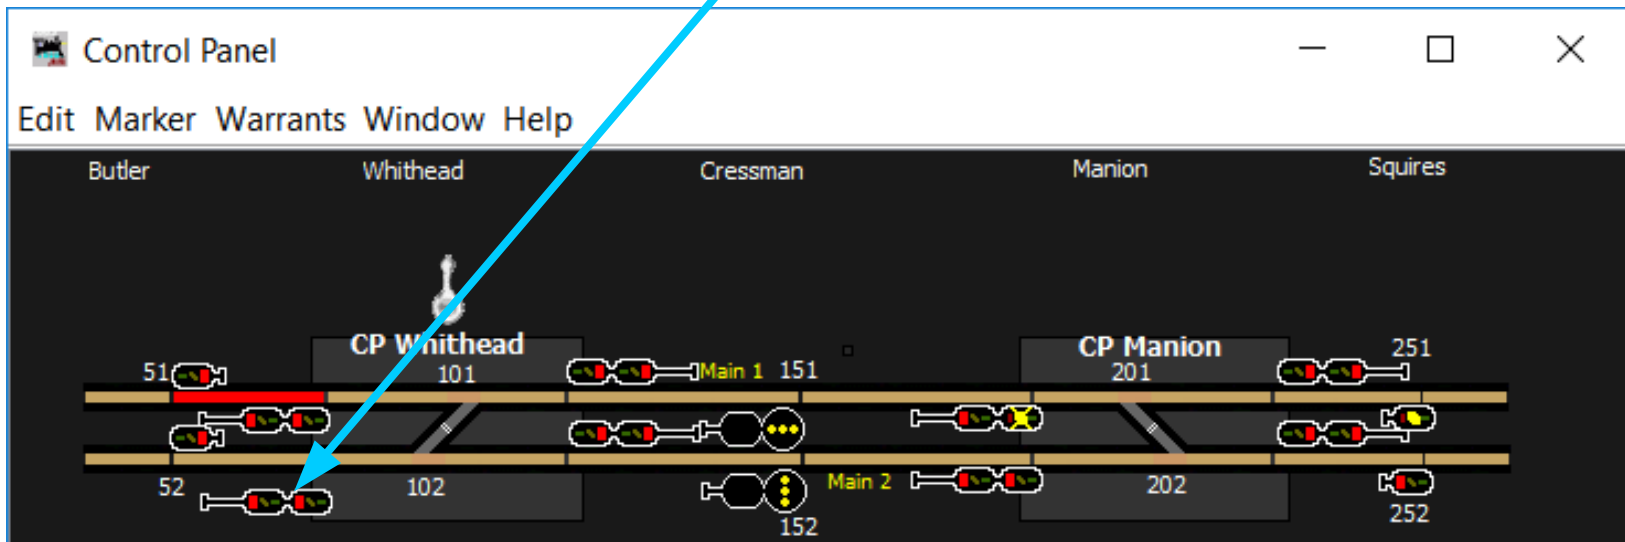 Control Panel
Edit Marker Warrants Window Help
Butler Whithead Cressman Manion Squires
CP Whithead CP Manion 251
51 101 Main 1 151 201
52 102 Main 2 202
152 252